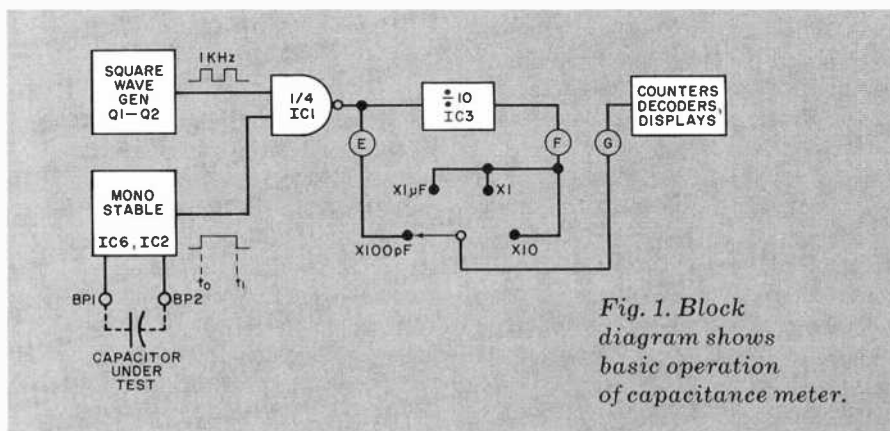 1KHz
SQUARE
WAVE
GEN
Q1–Q2
1/4
IC1
÷10
IC3
COUNTERS
DECODERS,
DISPLAYS
E
F
G
MONO
STABLE
IC6, IC2
X1µF
X1
X100pF
X10
t₀
t₁
BP1
BP2
CAPACITOR
UNDER
TEST
Fig. 1. Block
diagram shows
basic operation
of capacitance meter.